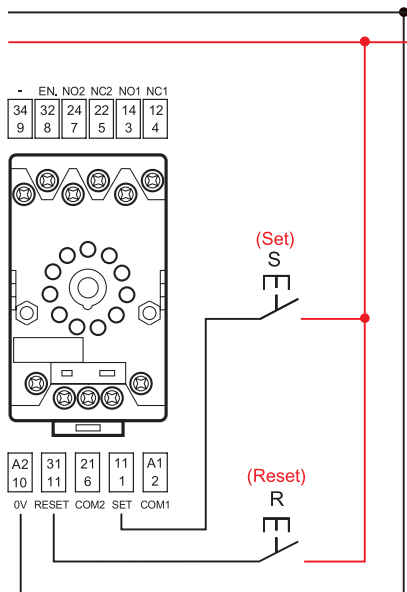 - EN. NO2 NC2 NO1 NC1
34 32 24 22 14 12
9 8 7 5 3 4
(Set)
S
A2 31 21 11 A1
10 11 6 1 2
0V RESET COM2 SET COM1
(Reset)
R